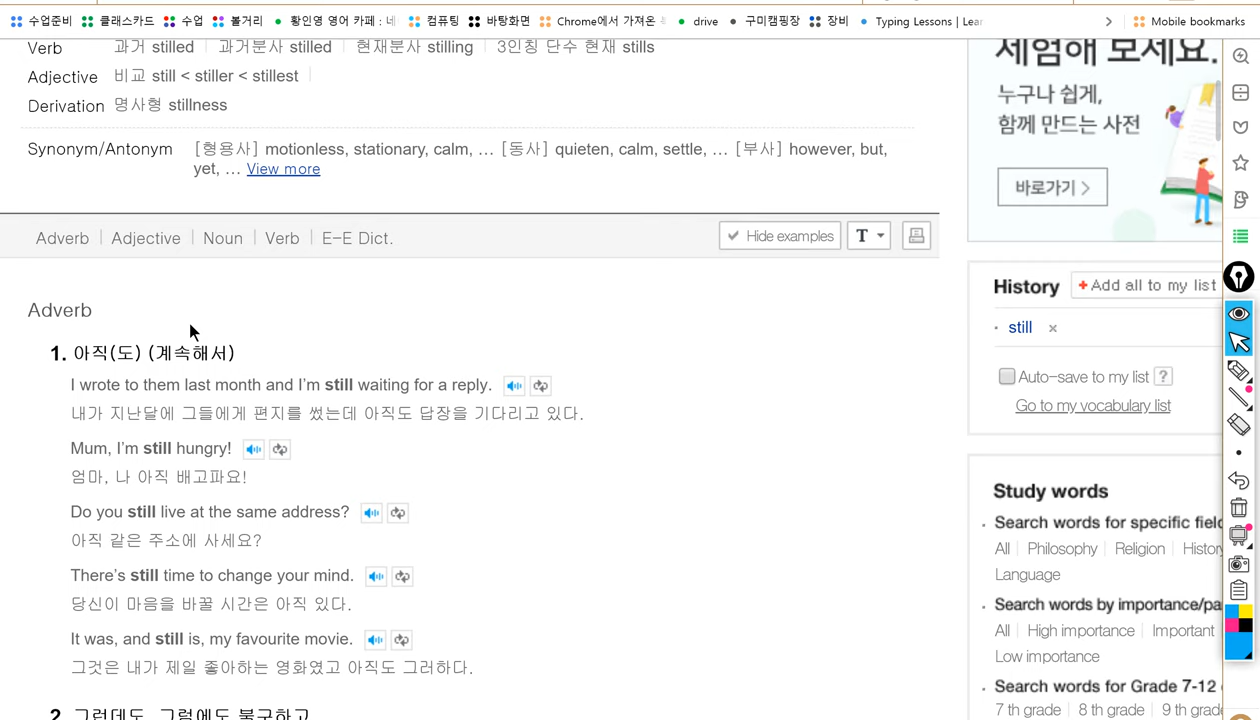 수업준비 클래스카드 수업 볼거리 황인영 영어 카페 : 네 컴퓨팅 바탕화면 Chrome에서 가져온 drive 구미캠핑장 장비 Typing Lessons | Lear Mobile bookmarks
Verb 과거 stilled 과거분사 stilled 현재분사 stilling 3인칭 단수 현재 stills
Adjective 비교 still < stiller < stillest
Derivation 명사형 stillness
Synonym/Antonym [형용사] motionless, stationary, calm, … [동사] quieten, calm, settle, … [부사] however, but,
yet, … View more
체험해 보세요.
누구나 쉽게,
함께 만드는 사전
바로가기 >
Adverb Adjective Noun Verb E-E Dict. Hide examples T
Adverb
1. 아직(도) (계속해서)
I wrote to them last month and I'm still waiting for a reply.
내가 지난달에 그들에게 편지를 썼는데 아직도 답장을 기다리고 있다.
Mum, I'm still hungry!
엄마, 나 아직 배고파요!
Do you still live at the same address?
아직 같은 주소에 사세요?
There's still time to change your mind.
당신이 마음을 바꿀 시간은 아직 있다.
It was, and still is, my favourite movie.
그것은 내가 제일 좋아하는 영화였고 아직도 그러하다.
2. 그런데도, 그럼에도 불구하고
History + Add all to my list
still ×
Auto-save to my list ?
Go to my vocabulary list
Study words
Search words for specific field
All Philosophy Religion History
Language
Search words by importance/pa
All High importance Important
Low importance
Search words for Grade 7-12
7 th grade 8 th grade 9 th grade